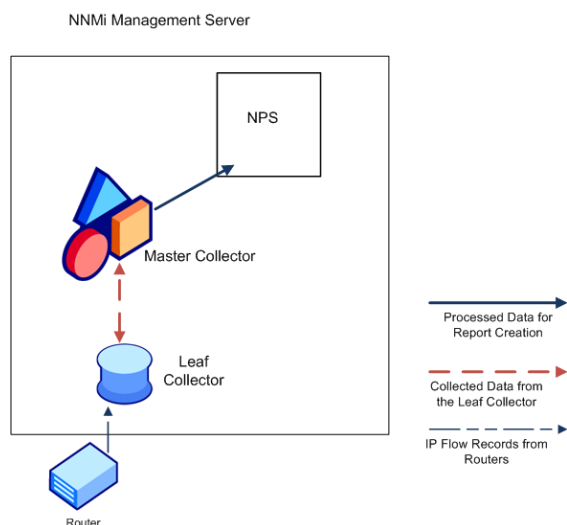 NNMi Management Server
NPS
Master Collector
Leaf
Collector
Router
Processed Data for
Report Creation
Collected Data from
the Leaf Collector
IP Flow Records from
Routers